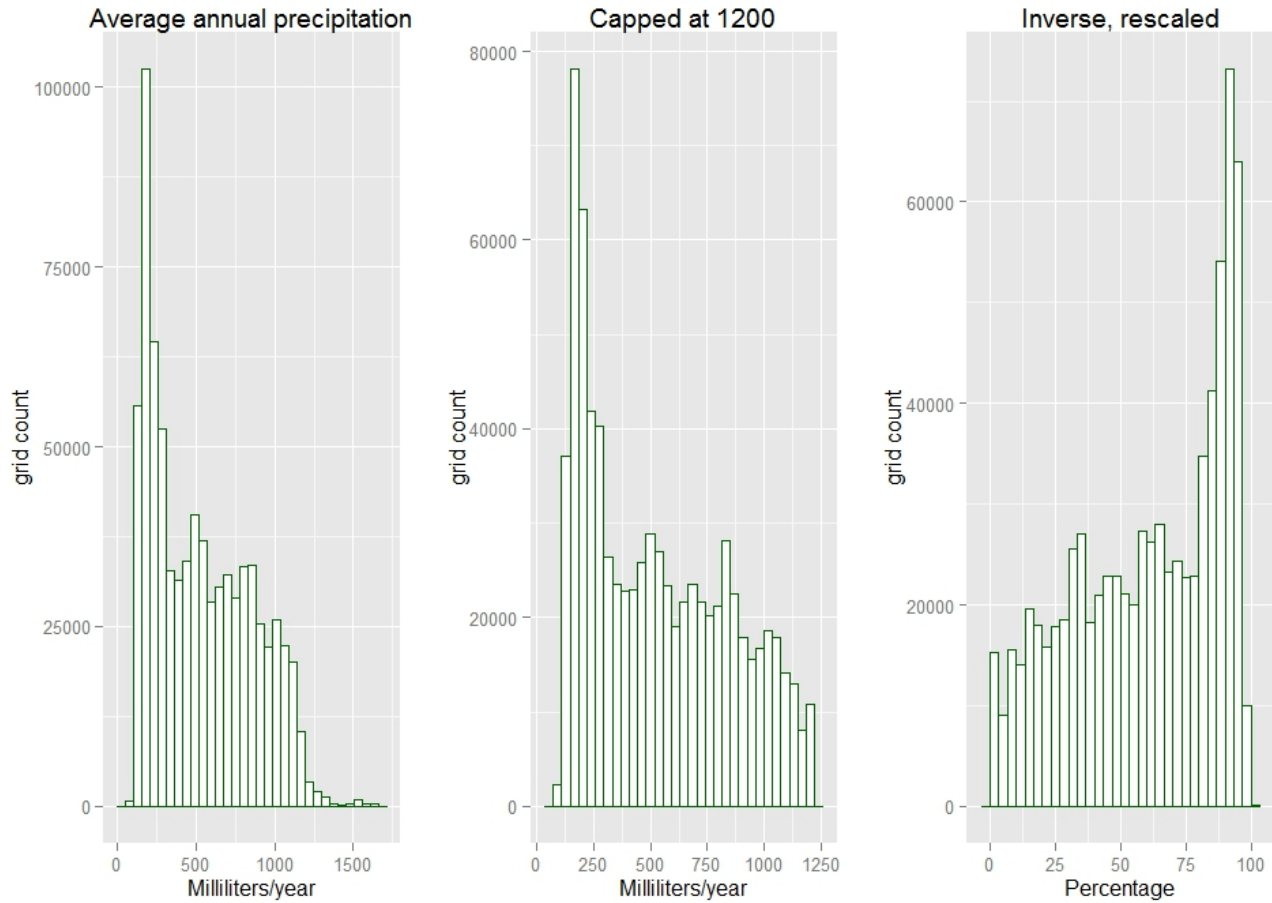 Average annual precipitation
100000
75000
50000
25000
0
grid count
0 500 1000 1500
Milliliters/year
Capped at 1200
80000
60000
40000
20000
0
grid count
0 250 500 750 1000 1250
Milliliters/year
Inverse, rescaled
60000
40000
20000
0
grid count
0 25 50 75 100
Percentage